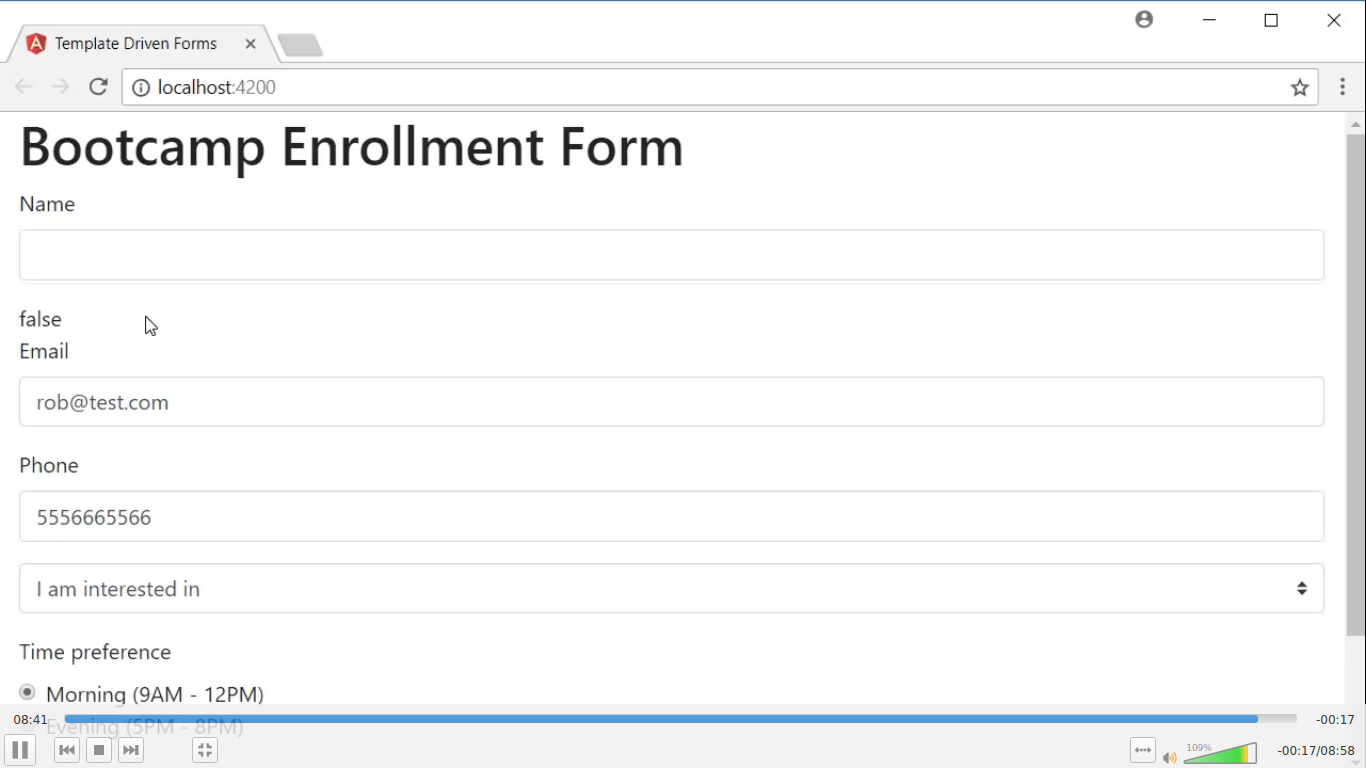 Template Driven Forms
localhost:4200
Bootcamp Enrollment Form
Name
false
Email
rob@test.com
Phone
5556665566
I am interested in
Time preference
Morning (9AM - 12PM)
Evening (5PM - 8PM)
08:41
-00:17
109%
-00:17/08:58